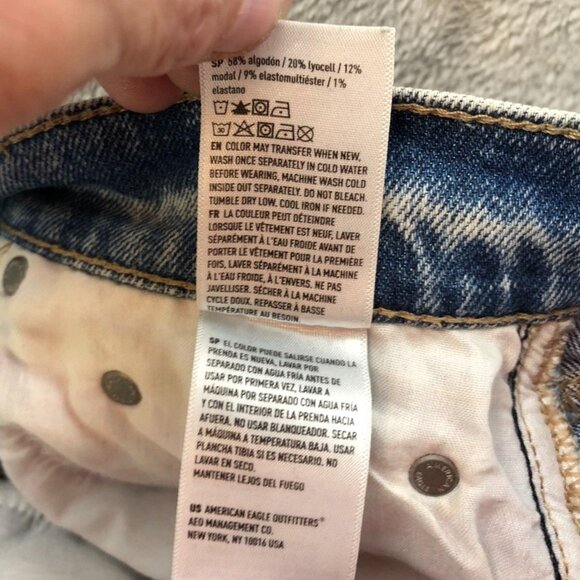 SP 58% algodón / 20% lyocell / 12%
modal / 9% elastomultiéster / 1%
elastano
30
EN COLOR MAY TRANSFER WHEN NEW,
WASH ONCE SEPARATELY IN COLD WATER
BEFORE WEARING, MACHINE WASH COLD
INSIDE OUT SEPARATELY. DO NOT BLEACH.
TUMBLE DRY LOW. COOL IRON IF NEEDED.
FR LA COULEUR PEUT DÉTEINDRE
LORSQUE LE VÊTEMENT EST NEUF, LAVER
SÉPARÉMENT À L'EAU FROIDE AVANT DE
PORTER LE VÊTEMENT POUR LA PREMIÈRE
FOIS, LAVER SÉPARÉMENT À LA MACHINE
À L'EAU FROIDE, À L'ENVERS. NE PAS
JAVELLISER. SÉCHER À LA MACHINE
CYCLE DOUX. REPASSER À BASSE
TEMPÉRATURE AU BESOIN.
SP EL COLOR PUEDE SALIRSE CUANDO LA
PRENDA ES NUEVA, LAVAR POR
SEPARADO CON AGUA FRÍA ANTES DE
USAR POR PRIMERA VEZ, LAVAR A
MÁQUINA POR SEPARADO CON AGUA FRÍA
Y CON EL INTERIOR DE LA PRENDA HACIA
AFUERA. NO USAR BLANQUEADOR. SECAR
A MÁQUINA A TEMPERATURA BAJA. USAR
PLANCHA TIBIA SI ES NECESARIO. NO
LAVAR EN SECO.
MANTENER LEJOS DEL FUEGO
US AMERICAN EAGLE OUTFITTERS®
AEO MANAGEMENT CO.
NEW YORK, NY 10016 USA